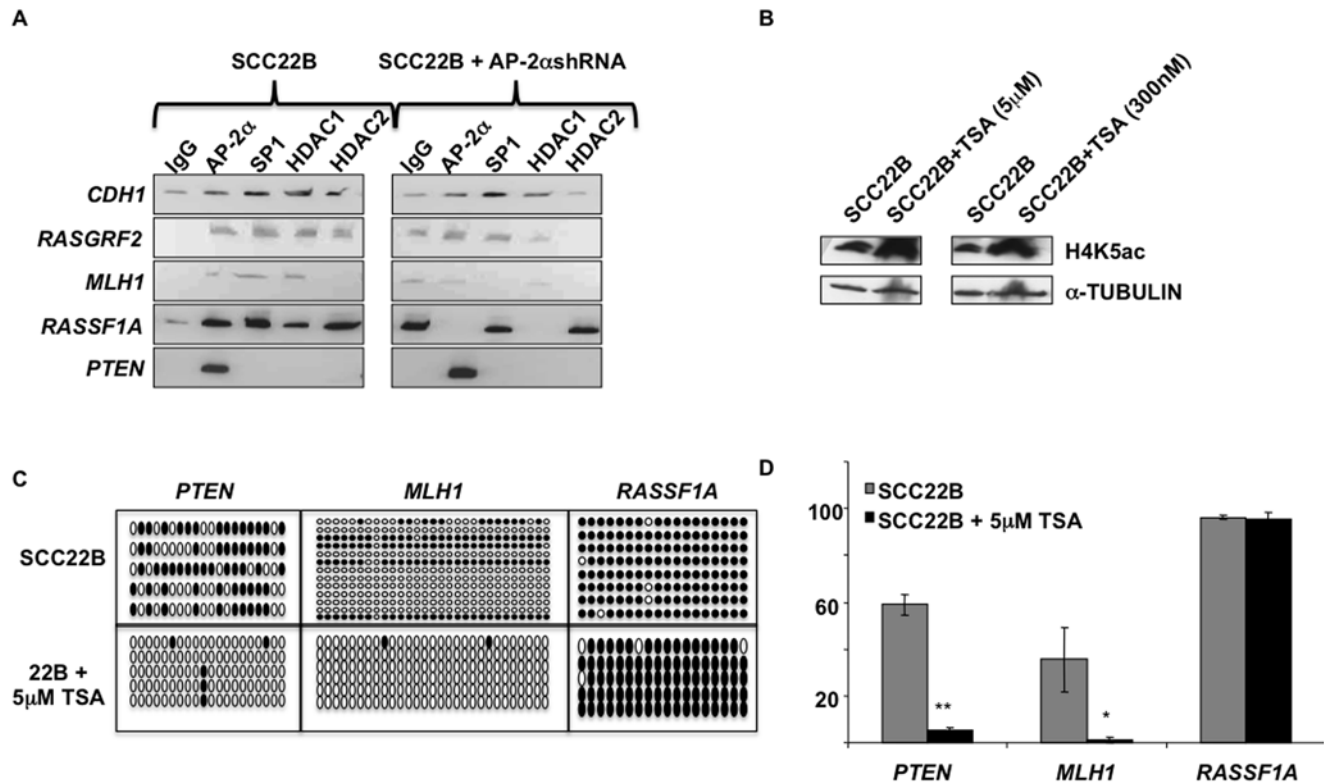 A
SCC22B
SCC22B + AP-2αshRNA
IgG
AP-2α
SP1
HDAC1
HDAC2
IgG
AP-2α
SP1
HDAC1
HDAC2
CDH1
RASGRF2
MLH1
RASSF1A
PTEN
B
SCC22B
SCC22B+TSA (5μM)
SCC22B
SCC22B+TSA (300nM)
H4K5ac
α-TUBULIN
C
PTEN
MLH1
RASSF1A
SCC22B
22B +
5μM TSA
D
SCC22B
SCC22B + 5μM TSA
100
60
20
**
*
PTEN
MLH1
RASSF1A